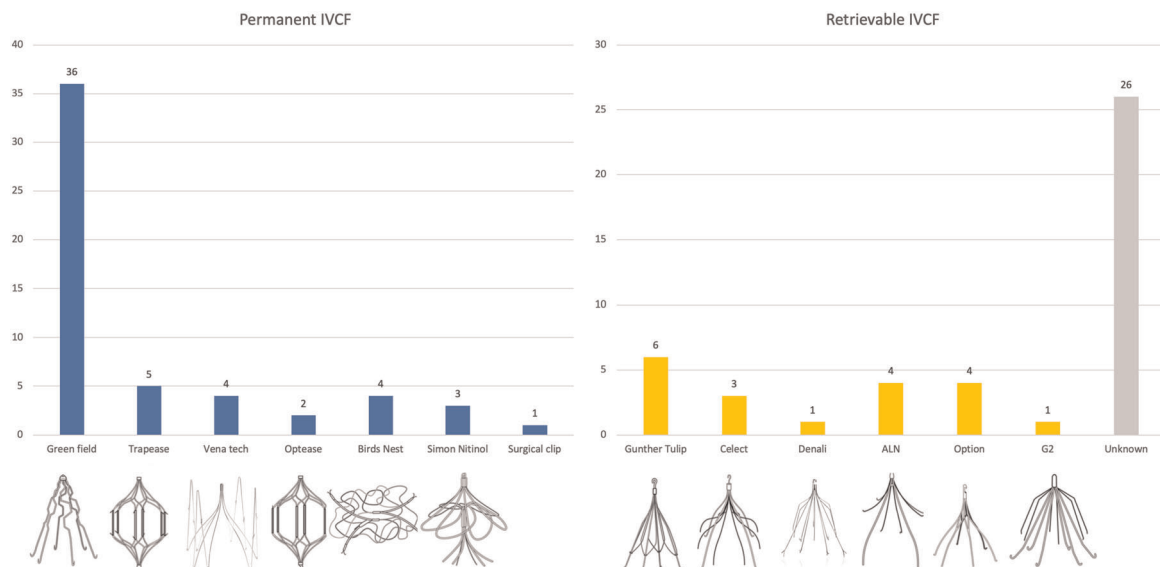 Permanent IVCF
40
35
30
25
20
15
10
5
0
36
5
4
2
4
3
1
Green field
Trapease
Vena tech
Optease
Birds Nest
Simon Nitinol
Surgical clip
Retrievable IVCF
30
25
20
15
10
5
0
6
3
1
4
4
1
26
Gunther Tulip
Celect
Denali
ALN
Option
G2
Unknown